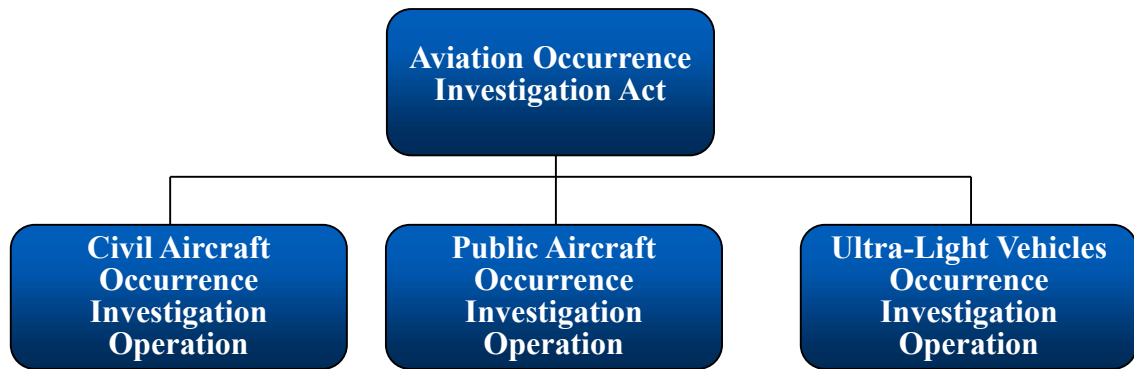 Aviation Occurrence
Investigation Act
Civil Aircraft
Occurrence
Investigation
Operation
Public Aircraft
Occurrence
Investigation
Operation
Ultra-Light Vehicles
Occurrence
Investigation
Operation